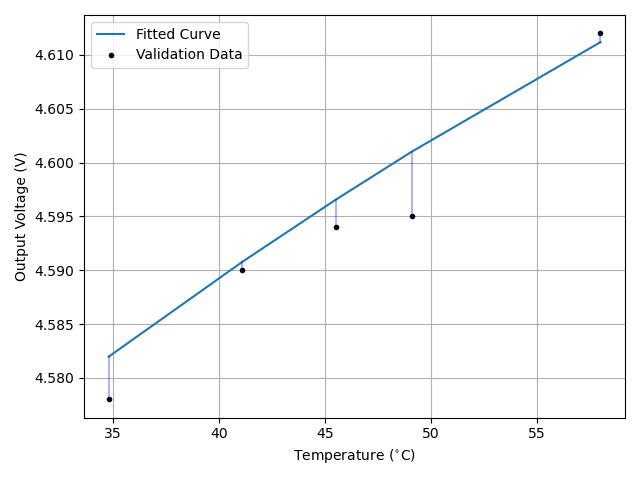 Fitted Curve
Validation Data
4.610
4.605
4.600
4.595
4.590
4.585
4.580
Output Voltage (V)
35 40 45 50 55
Temperature (°C)